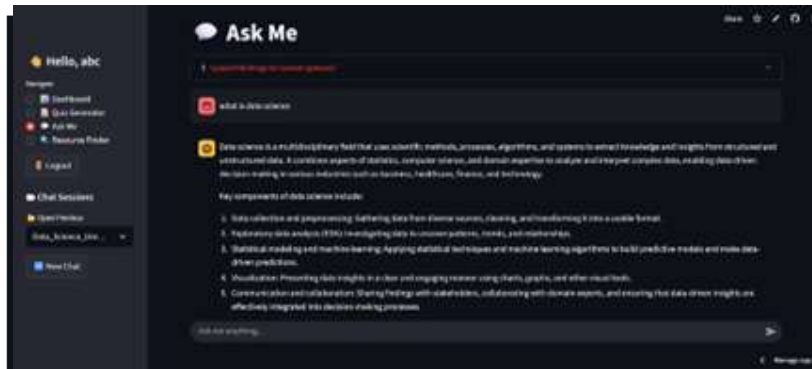 Share
Ask Me
Hello, abc
Navigate
Dashboard
Quiz Generator
Ask Me
Resource Finder
Logout
what is data science
Data science is a multidisciplinary field that uses scientific methods, processes, algorithms, and systems to extract knowledge and insights from structured and
unstructured data. It combines aspects of statistics, computer science, and domain expertise to analyze and interpret complex data, enabling data-driven
decision-making in various industries such as business, healthcare, finance, and technology.
Key components of data science include:
1. Data collection and preprocessing: Gathering data from diverse sources, cleaning, and transforming it into a usable format.
2. Exploratory data analysis (EDA): Investigating data to uncover patterns, trends, and relationships.
3. Statistical modeling and machine learning: Applying statistical techniques and machine learning algorithms to build predictive models and make data-
driven predictions.
4. Visualization: Presenting data insights in a clear and engaging manner using charts, graphs, and other visual tools.
5. Communication and collaboration: Sharing findings with stakeholders, collaborating with domain experts, and ensuring that data-driven insights are
effectively integrated into decision-making processes.
Chat Sessions
Open Previous
New Chat
Ask me anything...
Manage app